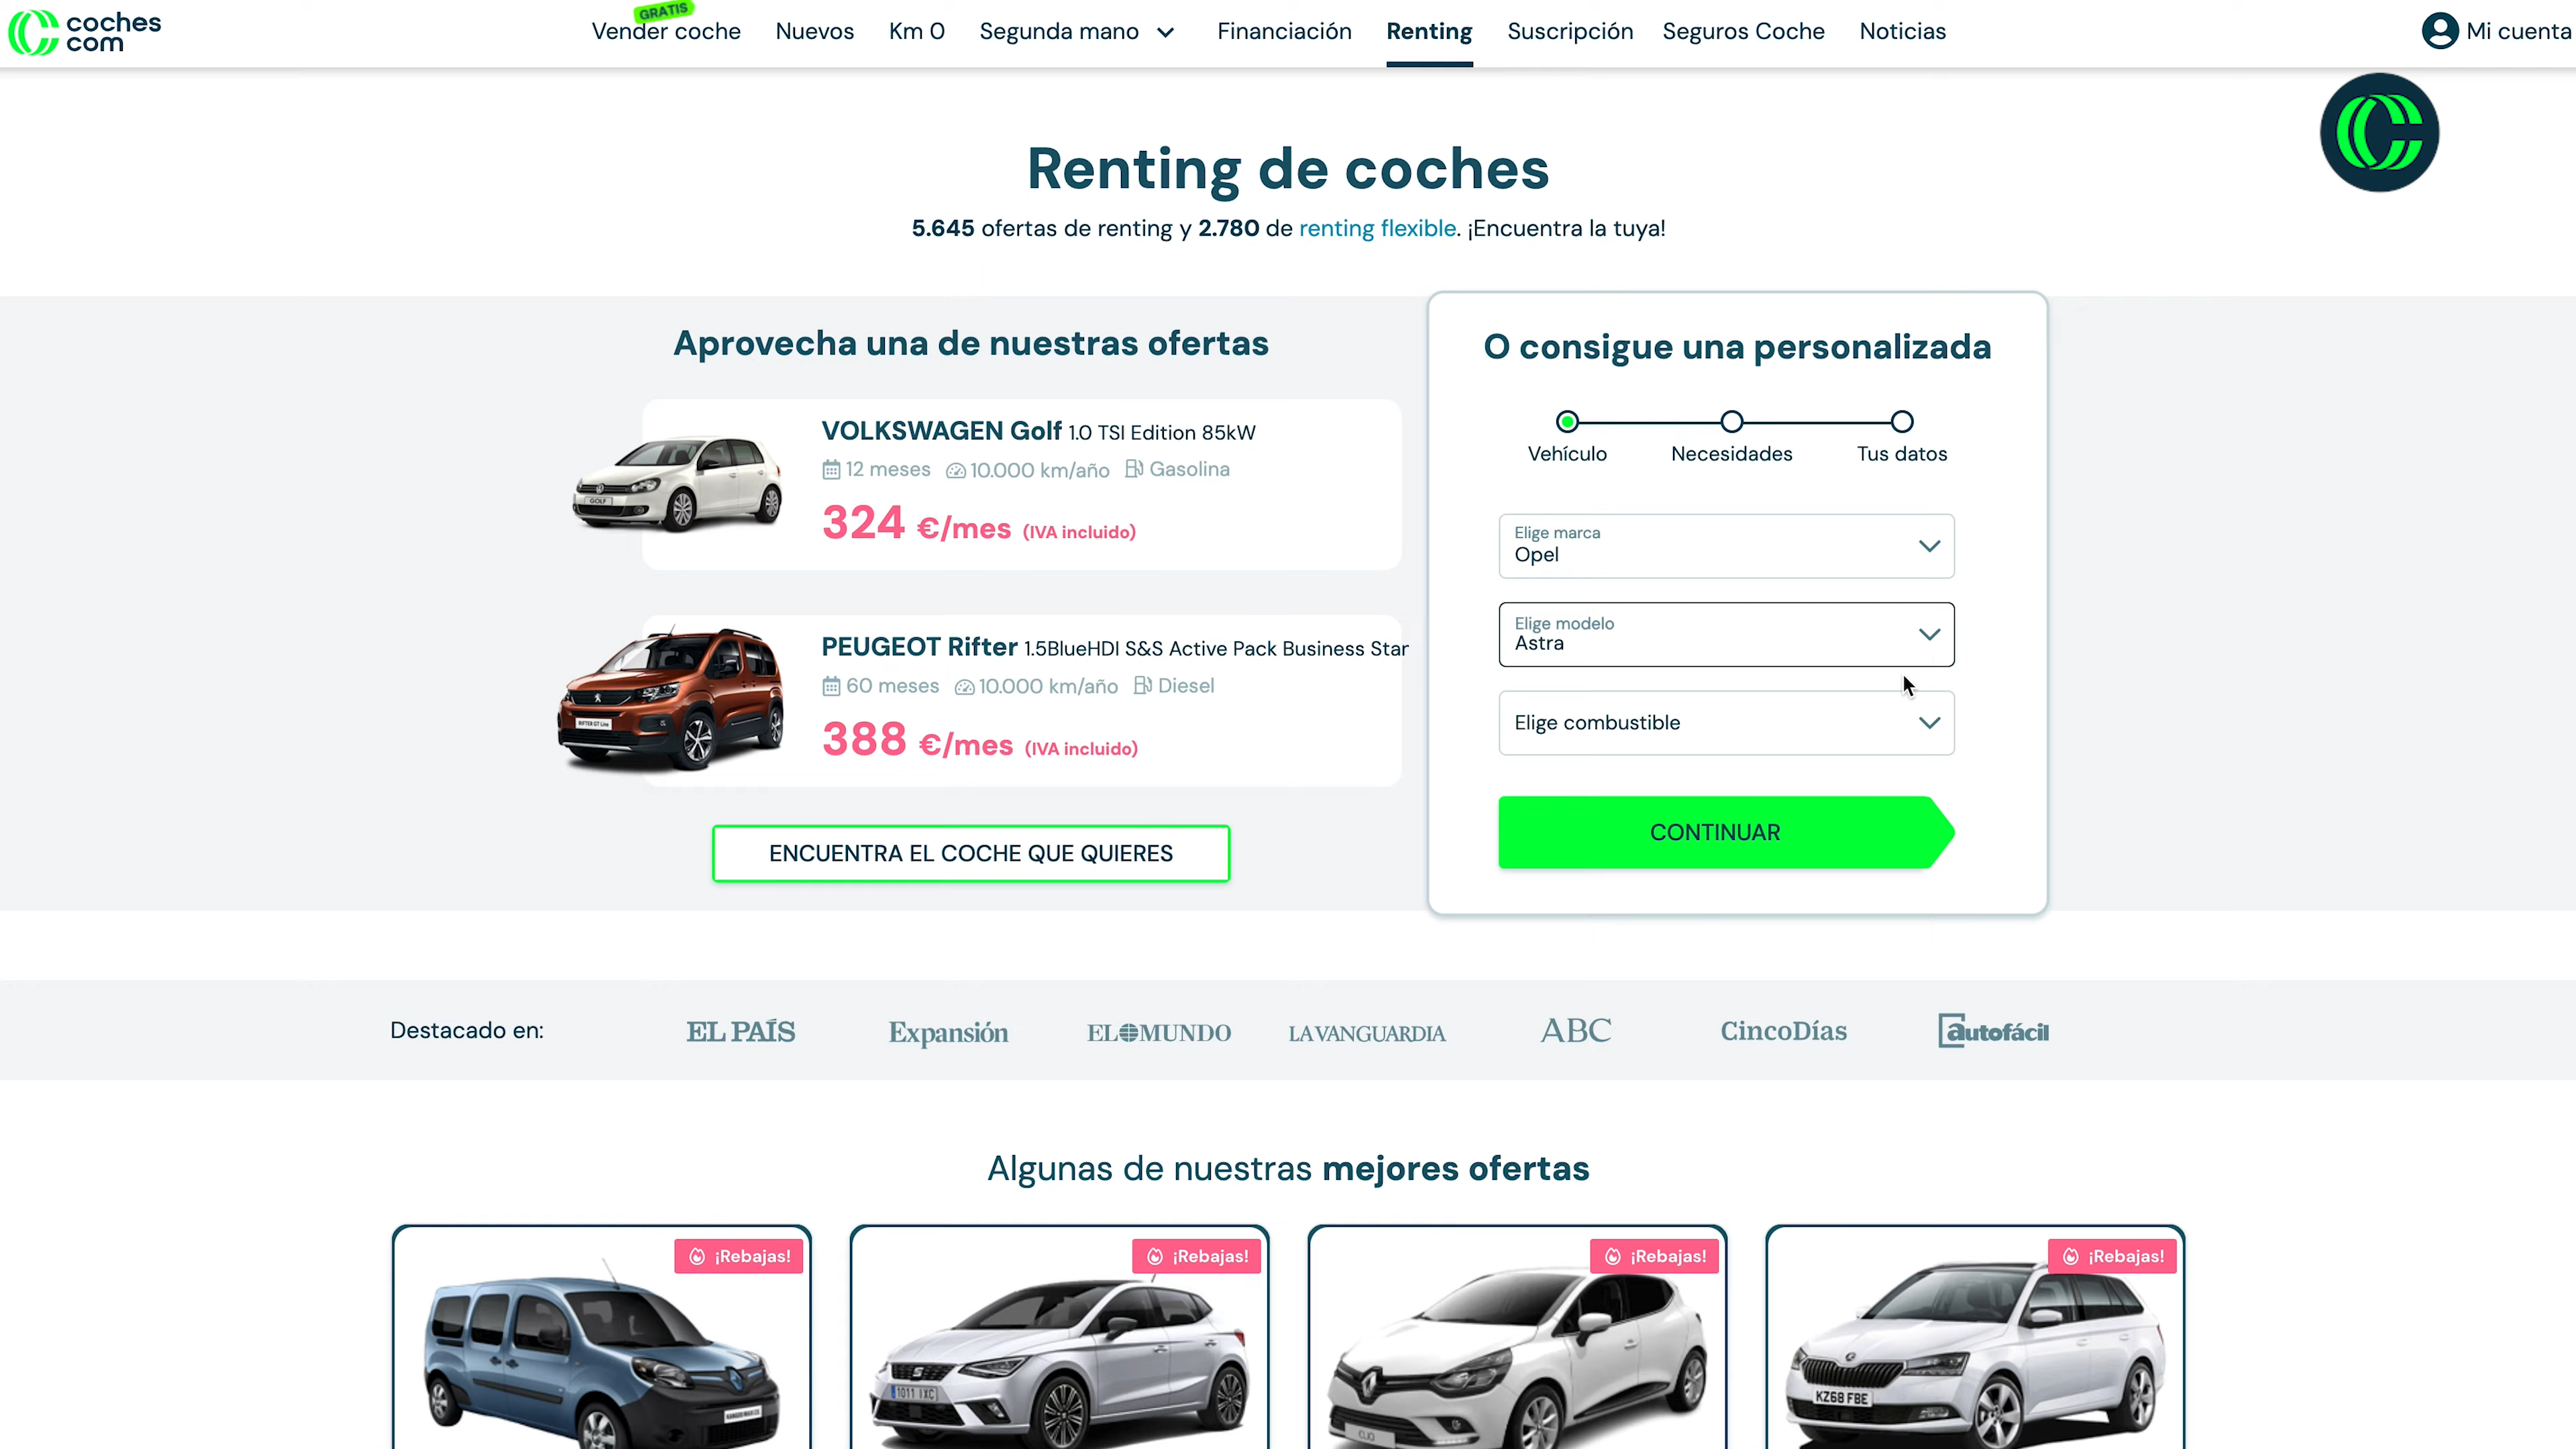 coches
com
GRATIS
Vender coche
Nuevos
Km 0
Segunda mano
Financiación
Renting
Suscripción
Seguros Coche
Noticias
Mi cuenta
Renting de coches
5.645 ofertas de renting y 2.780 de renting flexible. ¡Encuentra la tuya!
Aprovecha una de nuestras ofertas
VOLKSWAGEN Golf 1.0 TSI Edition 85kW
12 meses 10.000 km/año Gasolina
324 €/mes (IVA incluido)
GOLF
PEUGEOT Rifter 1.5BlueHDI S&S Active Pack Business Star
60 meses 10.000 km/año Diesel
388 €/mes (IVA incluido)
RIFTER GT Line
ENCUENTRA EL COCHE QUE QUIERES
O consigue una personalizada
Vehículo
Necesidades
Tus datos
Elige marca
Opel
Elige modelo
Astra
Elige combustible
CONTINUAR
Destacado en:
EL PAÍS
Expansión
EL MUNDO
LA VANGUARDIA
ABC
CincoDías
autofácil
Algunas de nuestras mejores ofertas
¡Rebajas!
¡Rebajas!
¡Rebajas!
¡Rebajas!
1011 IXC
CLIO
KZ68 FBE